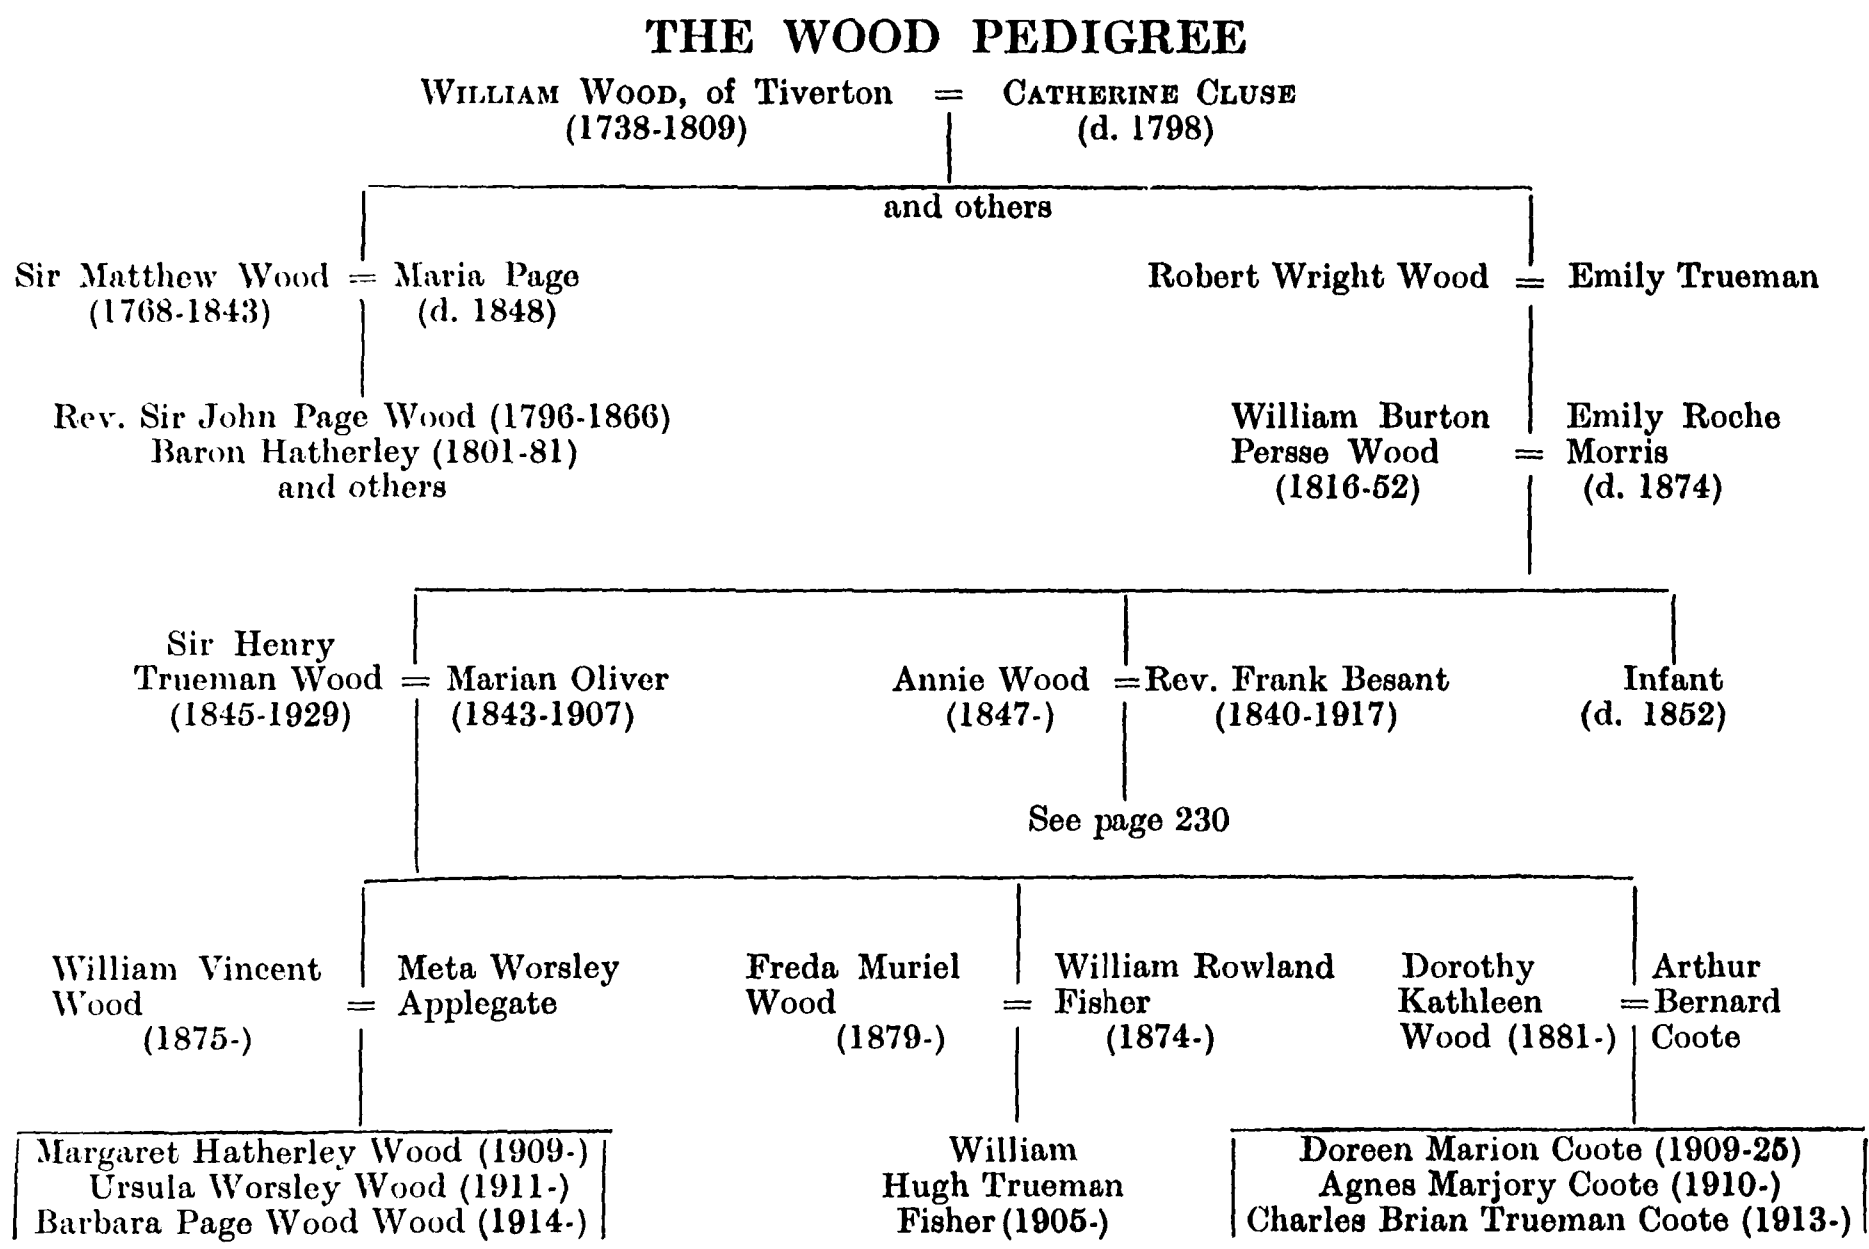 THE WOOD PEDIGREE
WILLIAM WOOD, of Tiverton = CATHERINE CLUSE
(1738-1809) (d. 1798)
and others
Sir Matthew Wood = Maria Page Robert Wright Wood = Emily Trueman
(1768-1843) (d. 1848)
Rev. Sir John Page Wood (1796-1866) William Burton Emily Roche
Baron Hatherley (1801-81) Persse Wood = Morris
and others (1816-52) (d. 1874)
Sir Henry
Trueman Wood = Marian Oliver Annie Wood = Rev. Frank Besant Infant
(1845-1929) (1843-1907) (1847-) (1840-1917) (d. 1852)
See page 230
William Vincent Meta Worsley Freda Muriel William Rowland Dorothy Arthur
Wood = Applegate Wood = Fisher Kathleen = Bernard
(1875-) (1879-) (1874-) Wood (1881-) Coote
Margaret Hatherley Wood (1909-) William Doreen Marion Coote (1909-25)
Ursula Worsley Wood (1911-) Hugh Trueman Agnes Marjory Coote (1910-)
Barbara Page Wood Wood (1914-) Fisher (1905-) Charles Brian Trueman Coote (1913-)